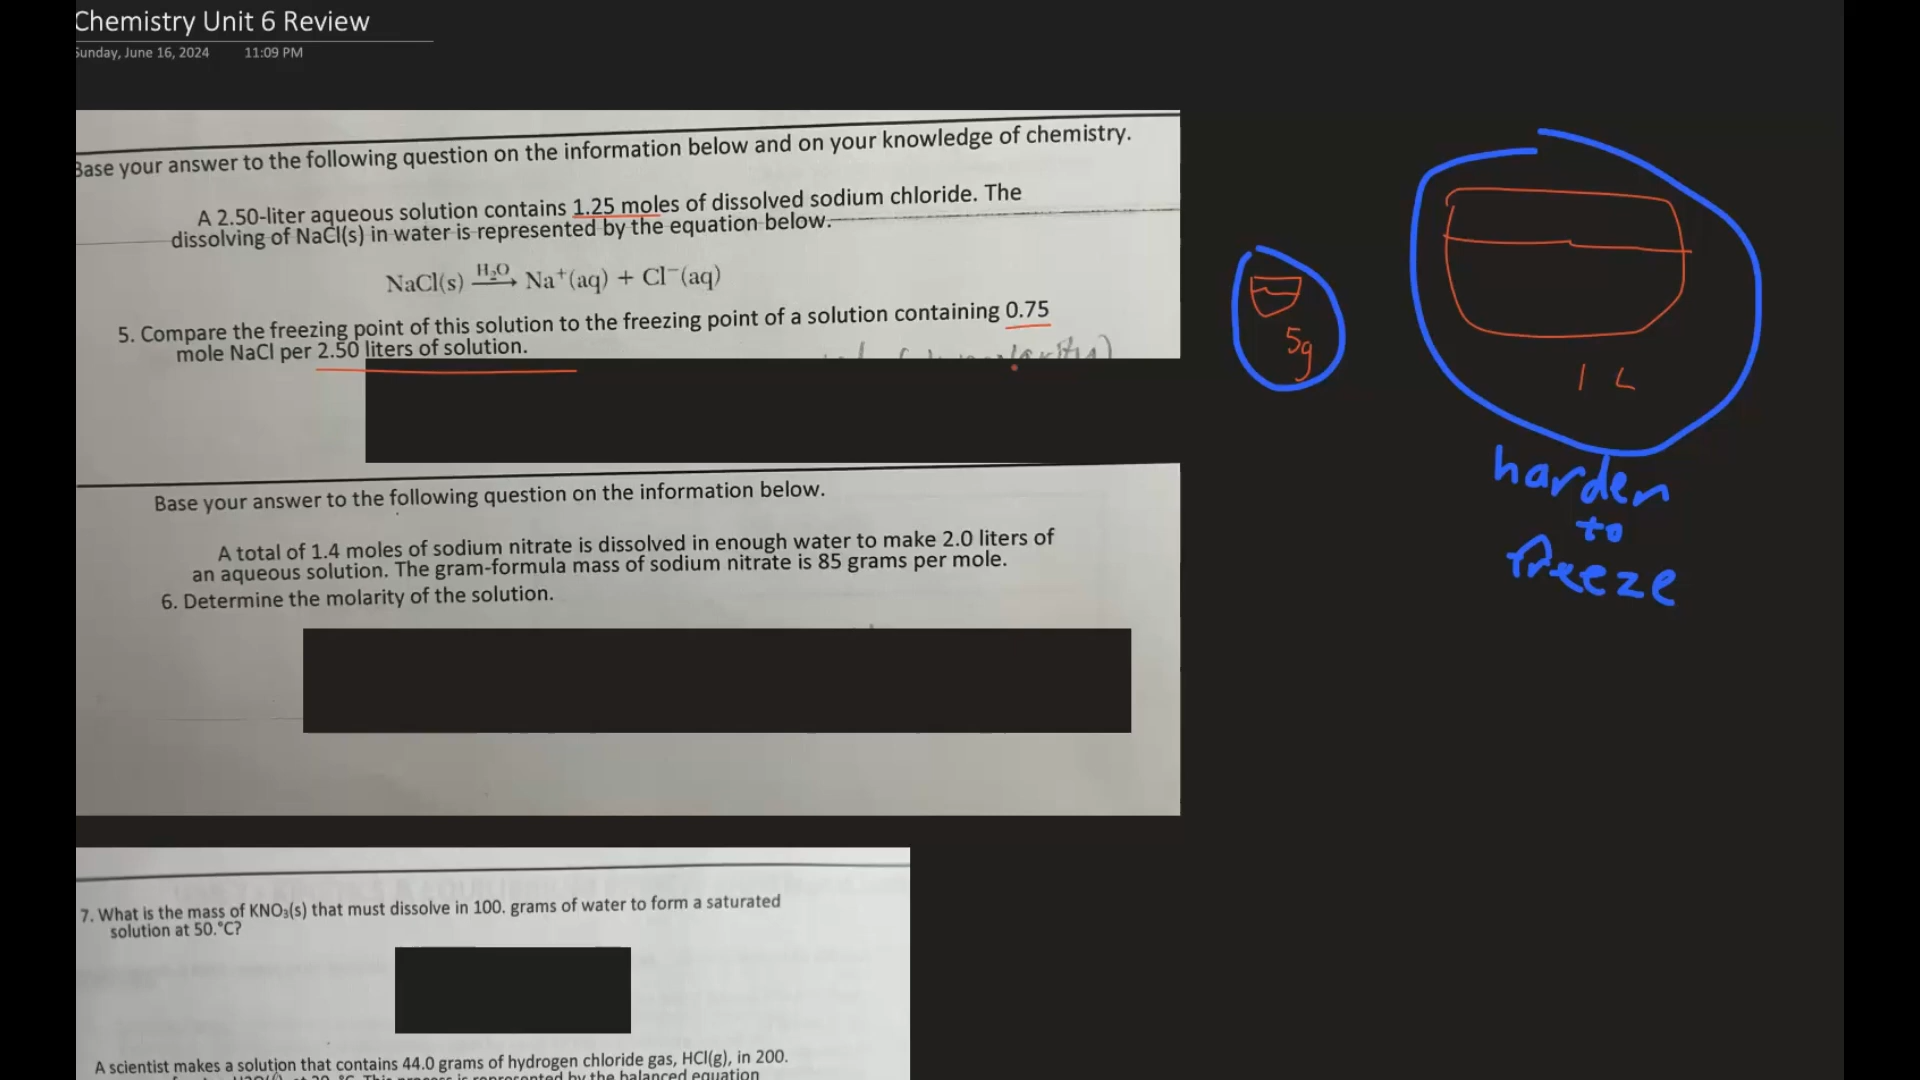 Chemistry Unit 6 Review
Sunday, June 16, 2024 11:09 PM
Base your answer to the following question on the information below and on your knowledge of chemistry.
A 2.50-liter aqueous solution contains 1.25 moles of dissolved sodium chloride. The
dissolving of NaCl(s) in water is represented by the equation below.
NaCl(s) —H₂O→ Na⁺(aq) + Cl⁻(aq)
5. Compare the freezing point of this solution to the freezing point of a solution containing 0.75
mole NaCl per 2.50 liters of solution.
5g
1 L
harder
to
freeze
Base your answer to the following question on the information below.
A total of 1.4 moles of sodium nitrate is dissolved in enough water to make 2.0 liters of
an aqueous solution. The gram-formula mass of sodium nitrate is 85 grams per mole.
6. Determine the molarity of the solution.
7. What is the mass of KNO₃(s) that must dissolve in 100. grams of water to form a saturated
solution at 50.°C?
A scientist makes a solution that contains 44.0 grams of hydrogen chloride gas, HCl(g), in 200.